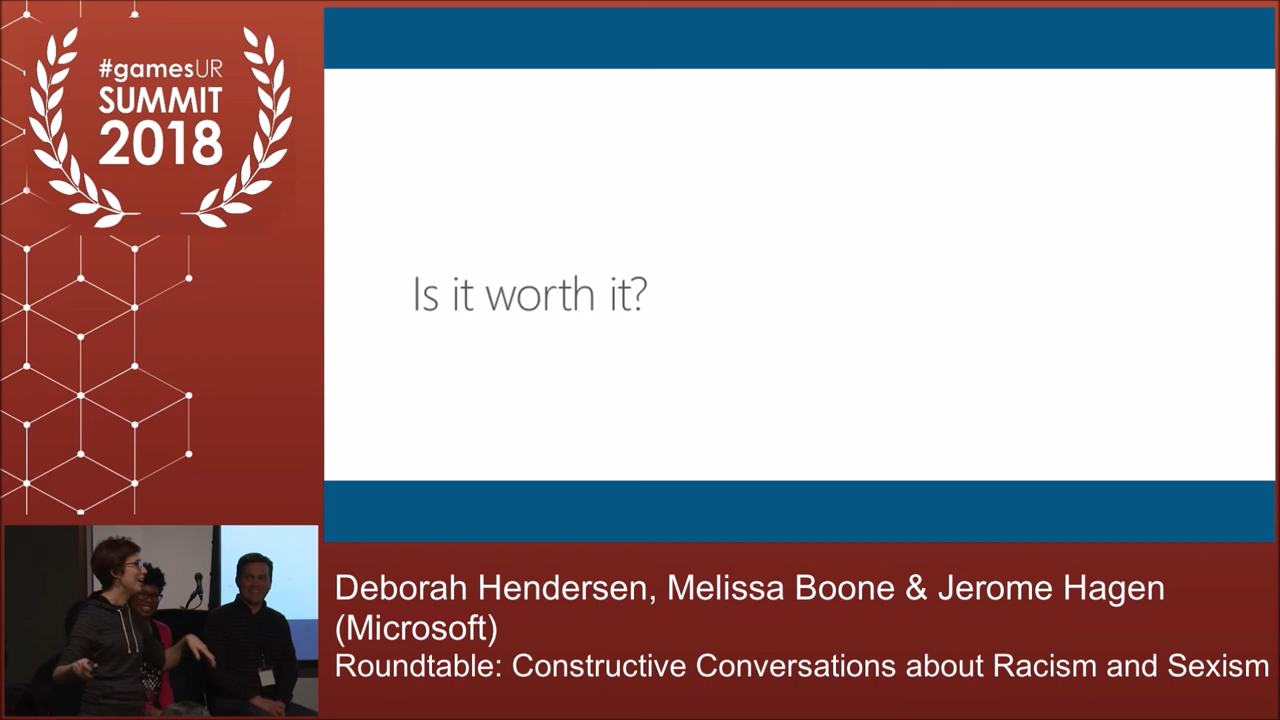 #gamesUR
SUMMIT
2018
Is it worth it?
Deborah Hendersen, Melissa Boone & Jerome Hagen
(Microsoft)
Roundtable: Constructive Conversations about Racism and Sexism